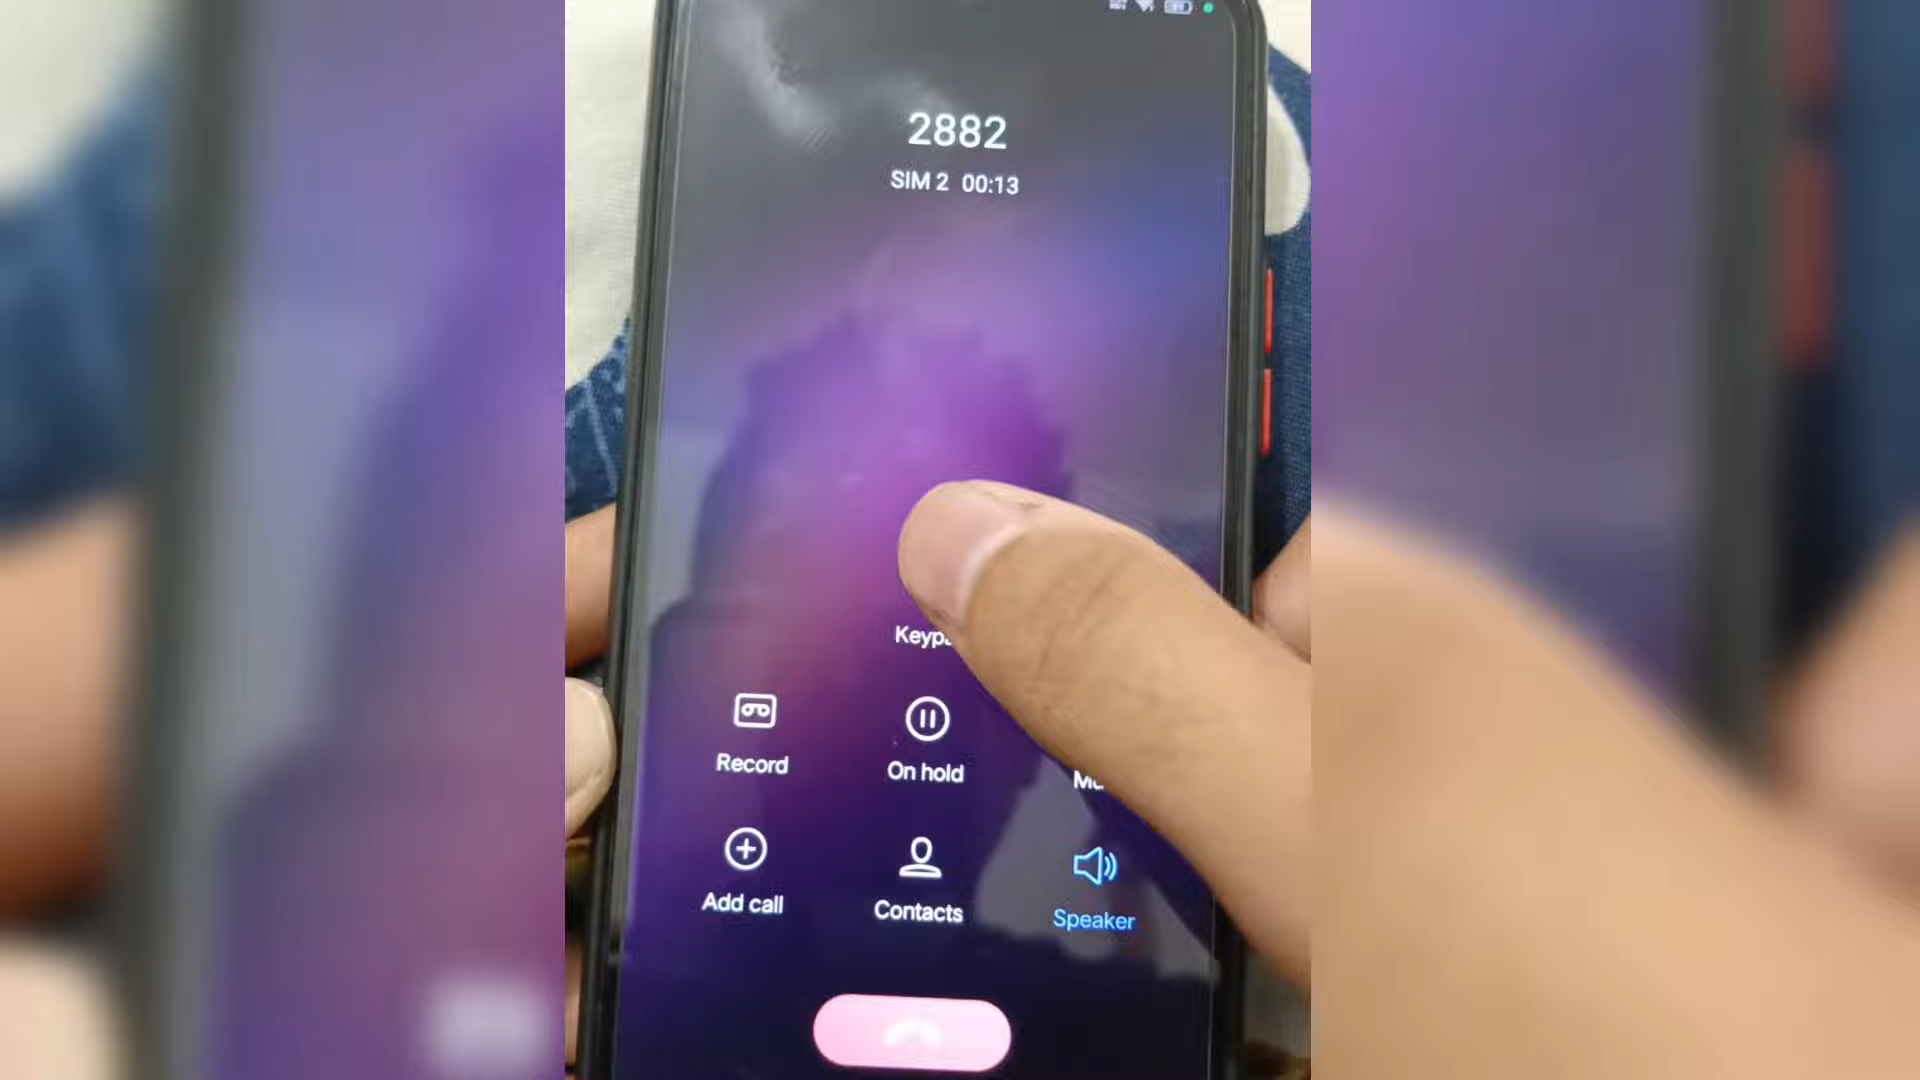 2882
SIM 2 00:13
Record
On hold
Add call
Contacts
Speaker